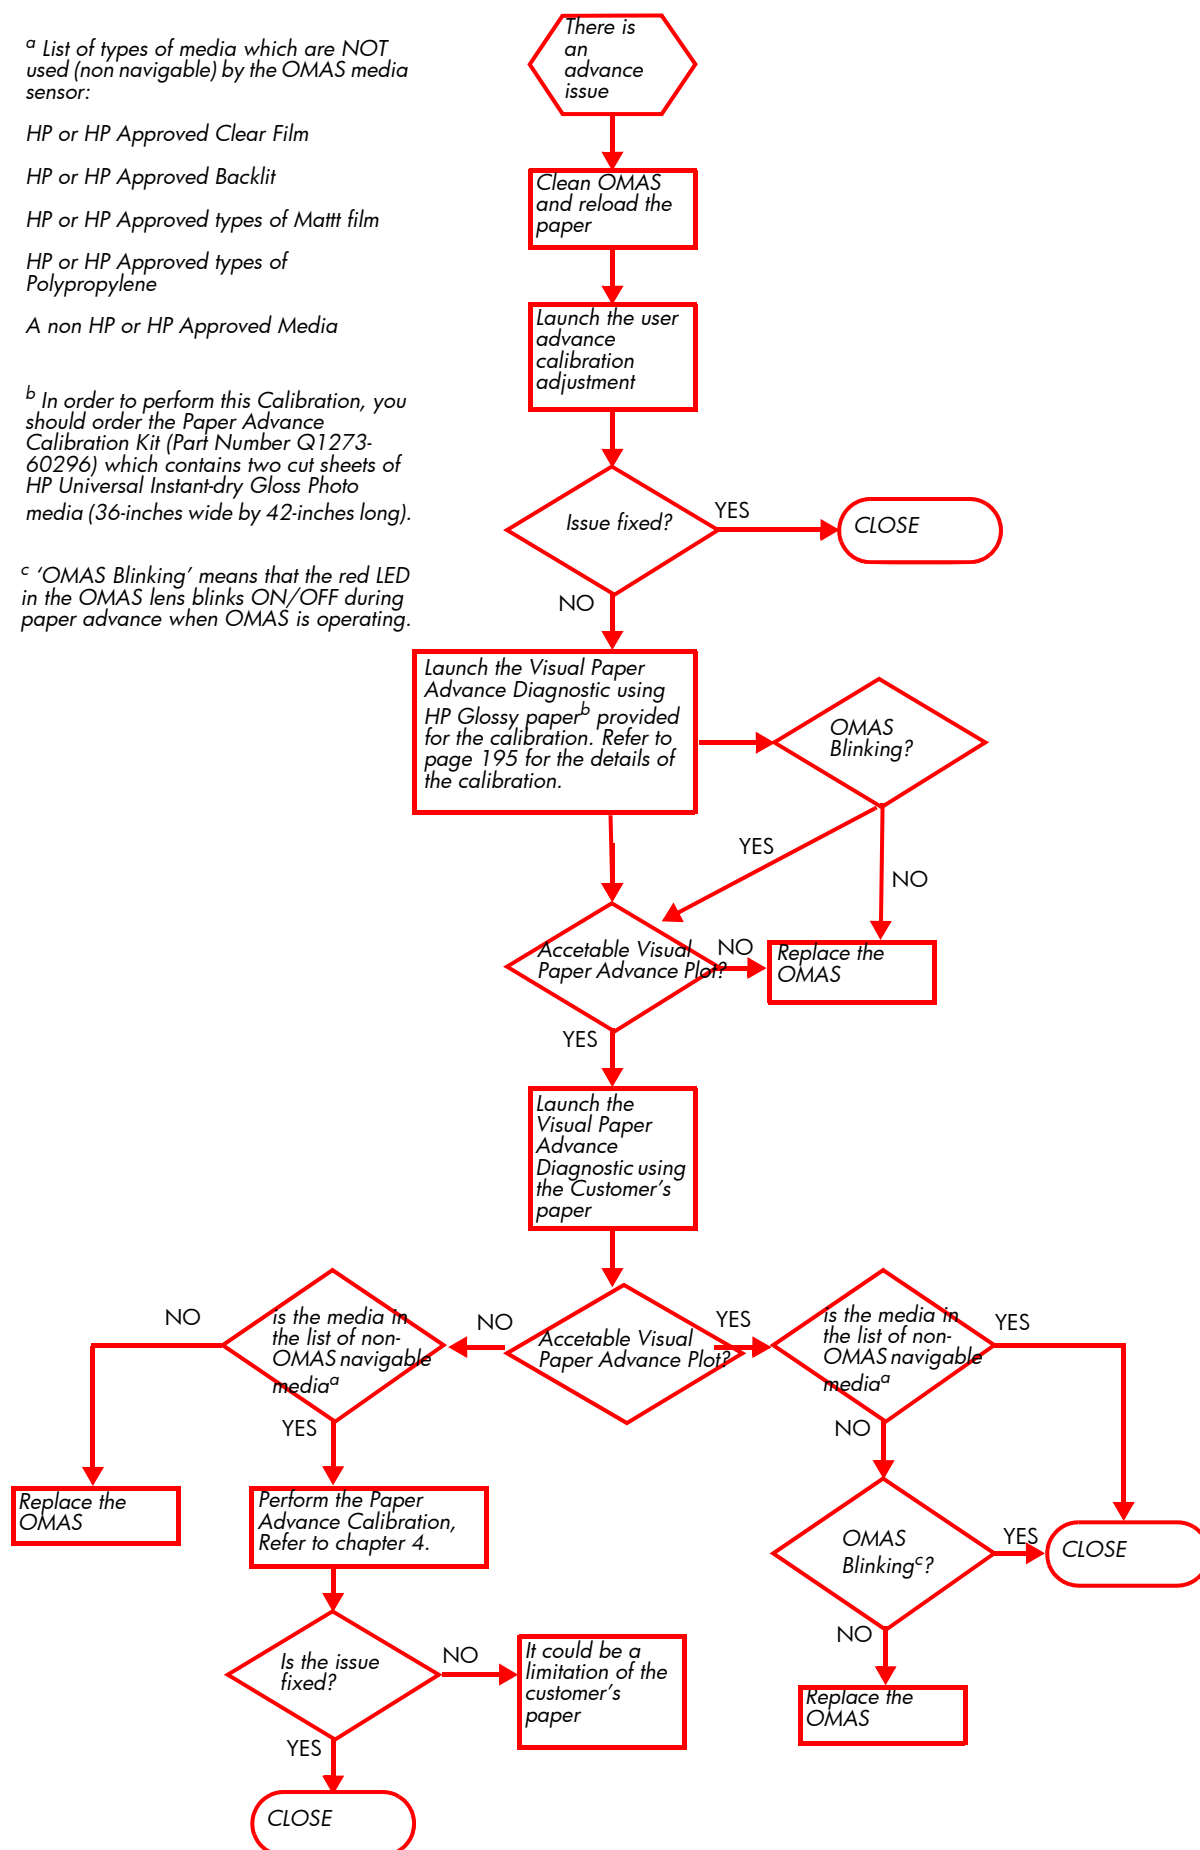 a List of types of media which are NOT
used (non navigable) by the OMAS media
sensor:
HP or HP Approved Clear Film
HP or HP Approved Backlit
HP or HP Approved types of Mattt film
HP or HP Approved types of
Polypropylene
A non HP or HP Approved Media
b In order to perform this Calibration, you
should order the Paper Advance
Calibration Kit (Part Number Q1273-
60296) which contains two cut sheets of
HP Universal Instant-dry Gloss Photo
media (36-inches wide by 42-inches long).
c ‘OMAS Blinking’ means that the red LED
in the OMAS lens blinks ON/OFF during
paper advance when OMAS is operating.
There is
an
advance
issue
Clean OMAS
and reload the
paper
Launch the user
advance
calibration
adjustment
Issue fixed?
YES
CLOSE
NO
Launch the Visual Paper
Advance Diagnostic using
HP Glossy paperb provided
for the calibration. Refer to
page 195 for the details of
the calibration.
OMAS
Blinking?
YES
NO
Accetable Visual
Paper Advance Plot?
NO
Replace the
OMAS
YES
Launch the
Visual Paper
Advance
Diagnostic using
the Customer’s
paper
Accetable Visual
Paper Advance Plot?
NO
is the media in
the list of non-
OMAS navigable
mediaa
NO
Replace the
OMAS
YES
Perform the Paper
Advance Calibration,
Refer to chapter 4.
Is the issue
fixed?
NO
It could be a
limitation of the
customer’s
paper
YES
CLOSE
YES
is the media in
the list of non-
OMAS navigable
mediaa
YES
NO
OMAS
Blinkingc?
YES
CLOSE
NO
Replace the
OMAS